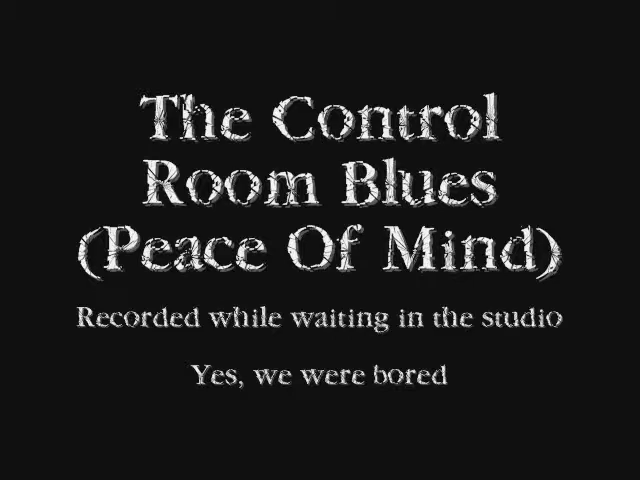 The Control
Room Blues
(Peace Of Mind)
Recorded while waiting in the studio
Yes, we were bored